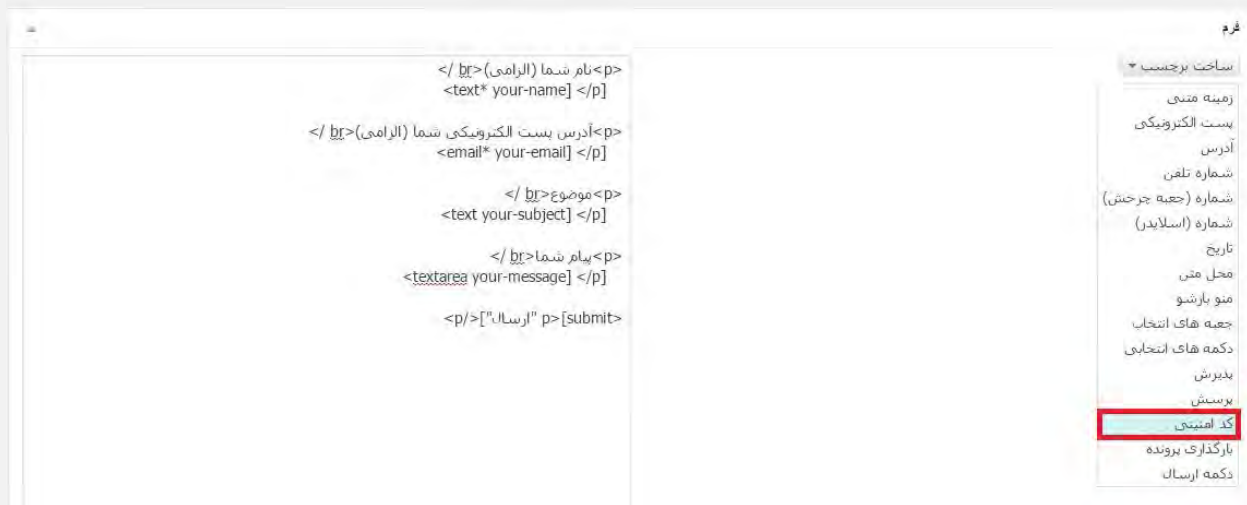 فرم
ساخت برچسب
زمینه متنی
پست الکترونیکی
آدرس
شماره تلفن
شماره (جعبه چرخش)
شماره (اسلایدر)
تاریخ
محل متن
منو بازشو
جعبه های انتخاب
دکمه های انتخابی
پذیرش
پرسش
کد امنیتی
بارگذاری پرونده
دکمه ارسال
<p>نام شما (الزامی)<br />
[text* your-name] </p>
<p>آدرس پست الکترونیکی شما (الزامی)<br />
[email* your-email] </p>
<p>موضوع<br />
[text your-subject] </p>
<p>پیام شما<br />
[textarea your-message] </p>
<p>[submit "ارسال"]</p>